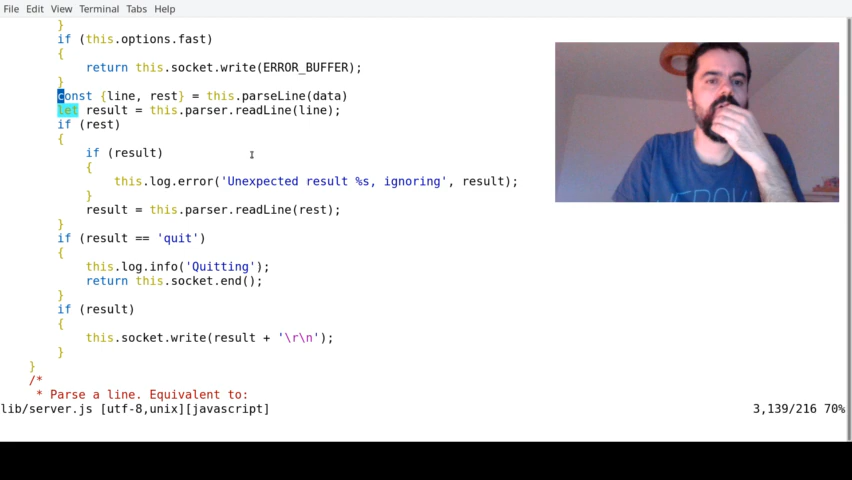 File Edit View Terminal Tabs Help
}
if (this.options.fast)
{
return this.socket.write(ERROR_BUFFER);
}
const {line, rest} = this.parseLine(data)
let result = this.parser.readLine(line);
if (rest)
{
if (result)
{
this.log.error('Unexpected result %s, ignoring', result);
}
result = this.parser.readLine(rest);
}
if (result == 'quit')
{
this.log.info('Quitting');
return this.socket.end();
}
if (result)
{
this.socket.write(result + '\r\n');
}
}
/*
* Parse a line. Equivalent to:
lib/server.js [utf-8,unix][javascript] 3,139/216 70%